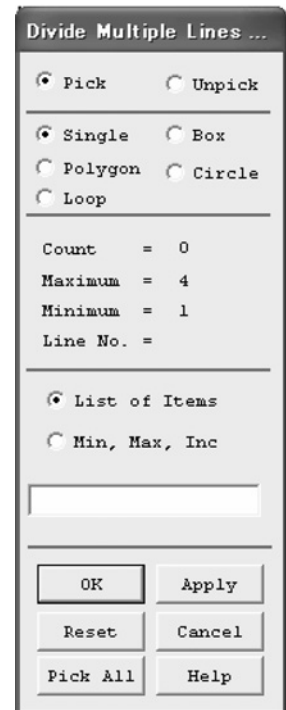 Divide Multiple Lines ...
Pick Unpick
Single Box
Polygon Circle
Loop
Count = 0
Maximum = 4
Minimum = 1
Line No. =
List of Items
Min, Max, Inc
OK Apply
Reset Cancel
Pick All Help